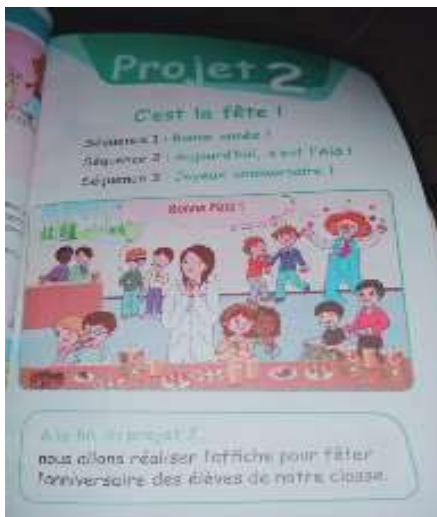 Projet 2
C'est la fête !
Séquence 1 : Bonne année !
Séquence 2 : Aujourd'hui, c'est l'Aïd !
Séquence 3 : Joyeux anniversaire !
Bonne fête !
A la fin du projet 2,
nous allons réaliser l'affiche pour fêter
l'anniversaire des élèves de notre classe.